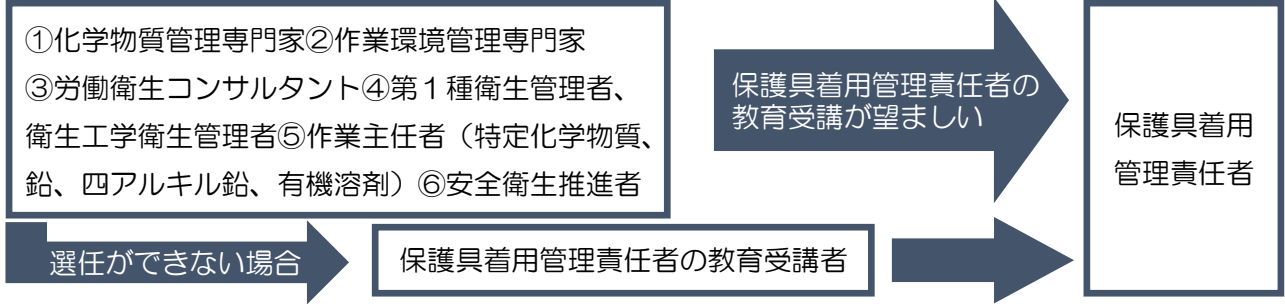 ①化学物質管理専門家②作業環境管理専門家
③労働衛生コンサルタント④第１種衛生管理者、
衛生工学衛生管理者⑤作業主任者（特定化学物質、
鉛、四アルキル鉛、有機溶剤）⑥安全衛生推進者
保護具着用管理責任者の
教育受講が望ましい
保護具着用
管理責任者
選任ができない場合
保護具着用管理責任者の教育受講者